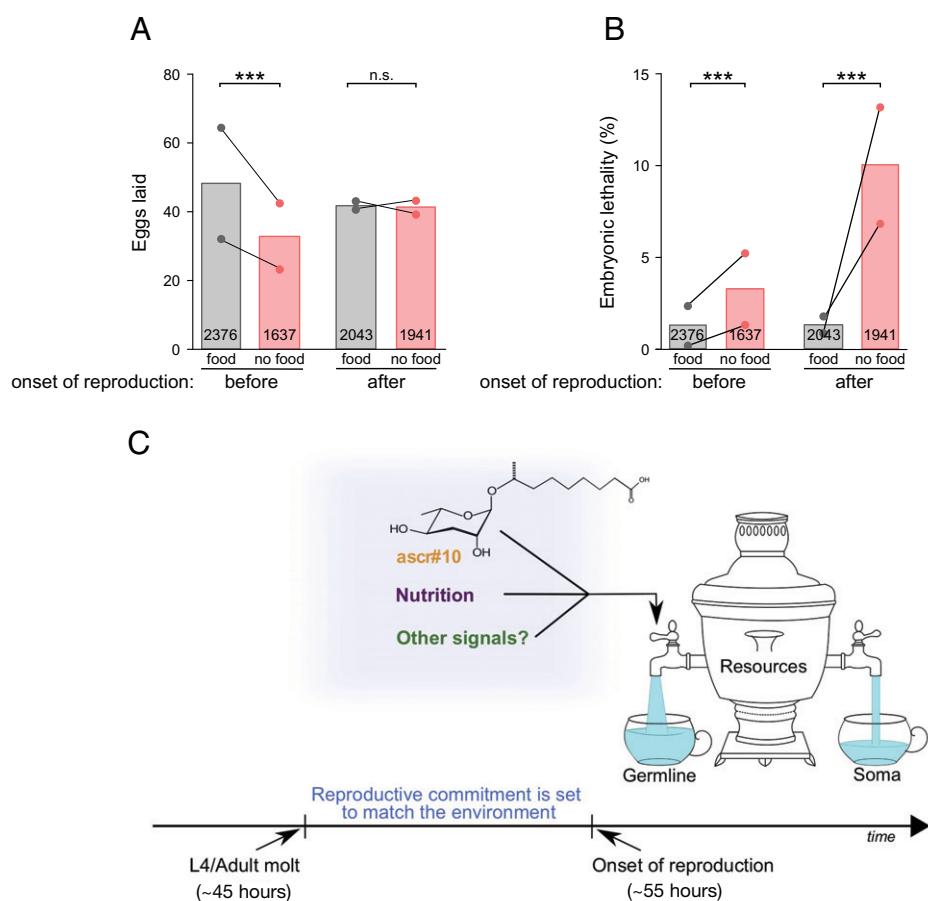 A
Eggs laid
80
60
40
20
0
***
n.s.
2376
1637
2043
1941
food
no food
food
no food
onset of reproduction:
before
after
B
Embryonic lethality (%)
15
10
5
0
***
***
2376
1637
2043
1941
food
no food
food
no food
onset of reproduction:
before
after
C
O
OH
O
O
HO
OH
ascr#10
Nutrition
Other signals?
Resources
Germline
Soma
Reproductive commitment is set
to match the environment
time
L4/Adult molt
(~45 hours)
Onset of reproduction
(~55 hours)